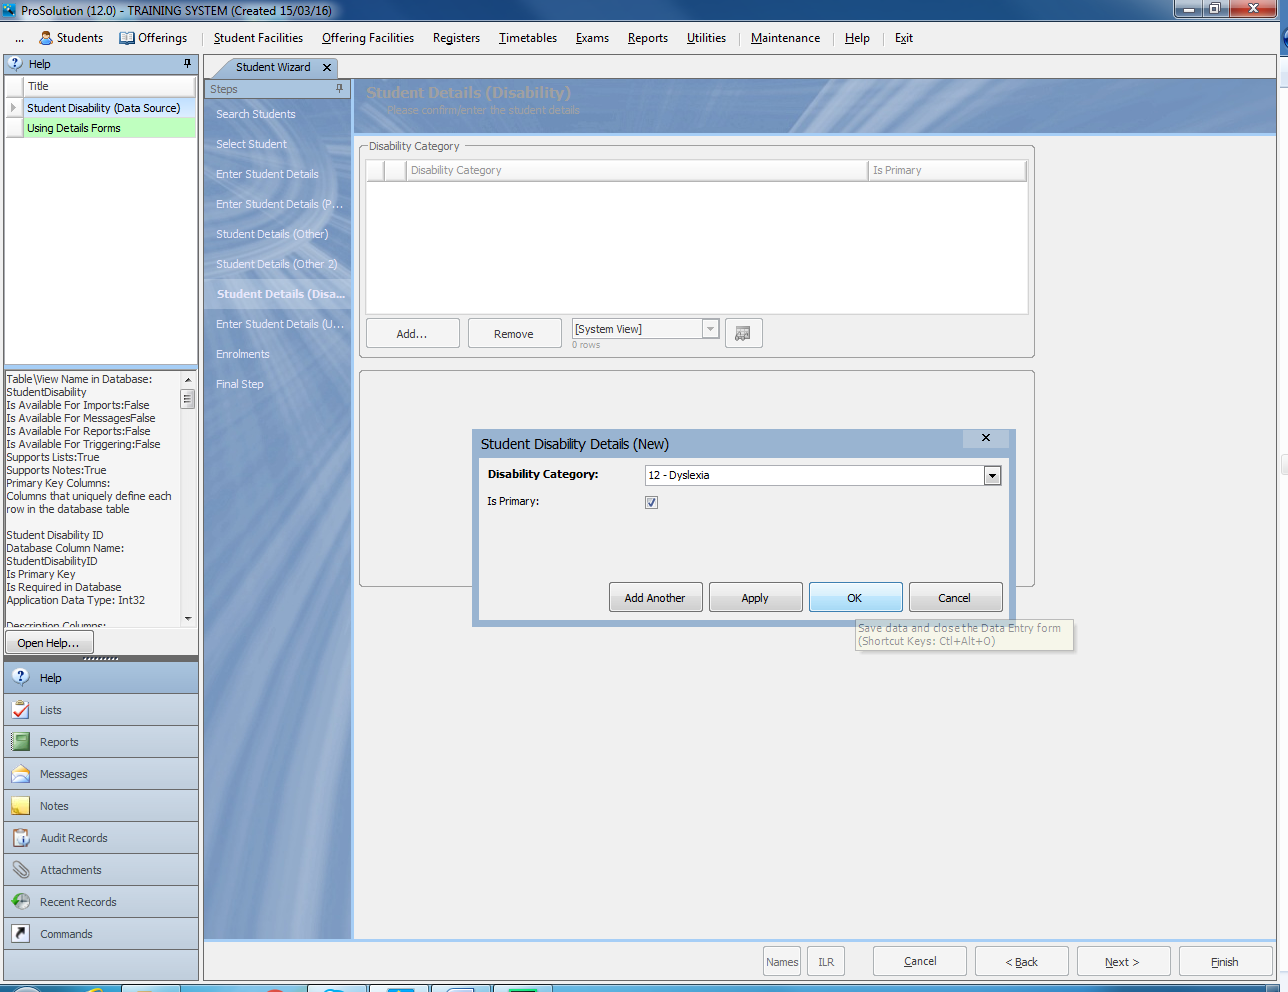 ProSolution (12.0) - TRAINING SYSTEM (Created 15/03/16)
... Students Offerings Student Facilities Offering Facilities Registers Timetables Exams Reports Utilities Maintenance Help Exit
Help
Title
Student Disability (Data Source)
Using Details Forms
Table\View Name in Database:
StudentDisability
Is Available For Imports:False
Is Available For MessagesFalse
Is Available For Reports:False
Is Available For Triggering:False
Supports Lists:True
Supports Notes:True
Primary Key Columns:
Columns that uniquely define each
row in the database table
Student Disability ID
Database Column Name:
StudentDisabilityID
Is Primary Key
Is Required in Database
Application Data Type: Int32
Description Columns:
Open Help...
Help
Lists
Reports
Messages
Notes
Audit Records
Attachments
Recent Records
Commands
Student Wizard
Steps
Search Students
Select Student
Enter Student Details
Enter Student Details (P...
Student Details (Other)
Student Details (Other 2)
Student Details (Disa...
Enter Student Details (U...
Enrolments
Final Step
Student Details (Disability)
Please confirm/enter the student details
Disability Category
Disability Category Is Primary
Add... Remove [System View]
0 rows
Student Disability Details (New)
Disability Category: 12 - Dyslexia
Is Primary:
Add Another Apply OK Cancel
Save data and close the Data Entry form
(Shortcut Keys: Ctl+Alt+O)
Names ILR Cancel < Back Next > Finish